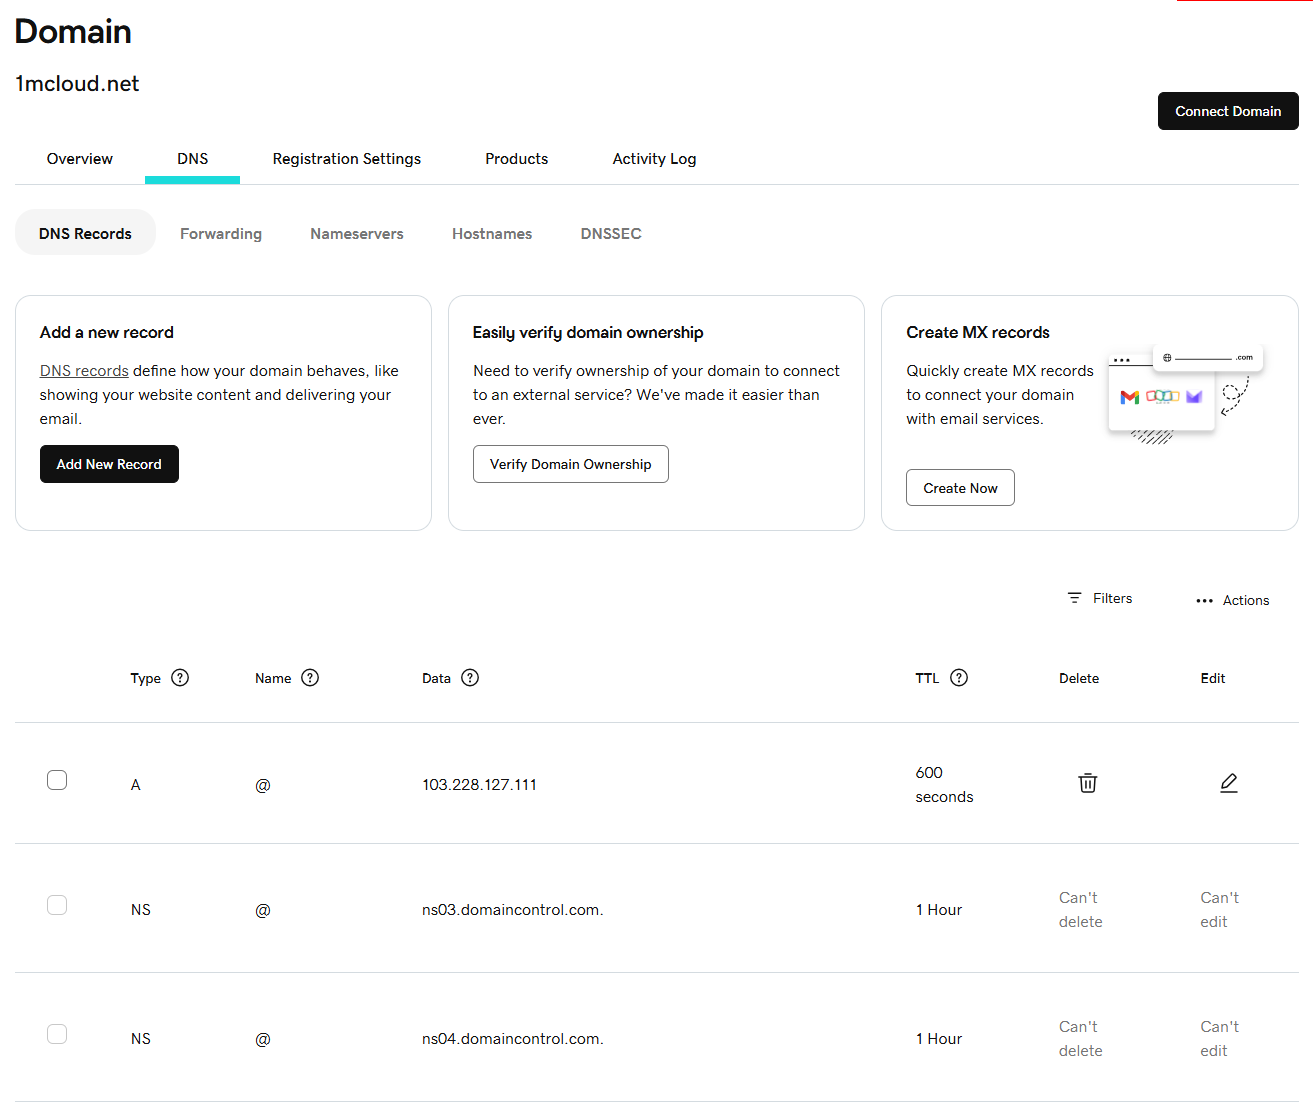 Domain
1mcloud.net
Connect Domain
Overview DNS Registration Settings Products Activity Log
DNS Records Forwarding Nameservers Hostnames DNSSEC
Add a new record
DNS records define how your domain behaves, like
showing your website content and delivering your
email.
Add New Record
Easily verify domain ownership
Need to verify ownership of your domain to connect
to an external service? We've made it easier than
ever.
Verify Domain Ownership
Create MX records
Quickly create MX records
to connect your domain
with email services.
.com
Create Now
Filters Actions
Type Name Data TTL Delete Edit
A @ 103.228.127.111 600
seconds
NS @ ns03.domaincontrol.com. 1 Hour Can't
delete Can't
edit
NS @ ns04.domaincontrol.com. 1 Hour Can't
delete Can't
edit